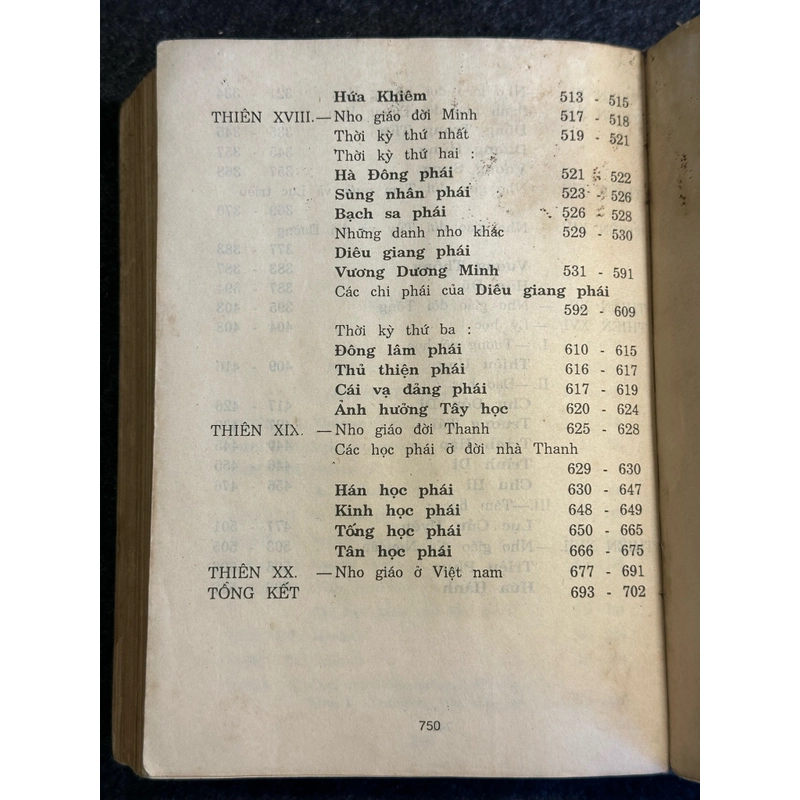 Hứa Khiêm 513 - 515
THIÊN XVIII.— Nho giáo đời Minh 517 - 518
Thời kỳ thứ nhất 519 - 521
Thời kỳ thứ hai :
Hà Đông phái 521 - 522
Sùng nhân phái 523 - 526
Bạch sa phái 526 - 528
Những danh nho khác 529 - 530
Diêu giang phái
Vương Dương Minh 531 - 591
Các chi phái của Diêu giang phái
592 - 609
Thời kỳ thứ ba :
Đông lâm phái 610 - 615
Thủ thiện phái 616 - 617
Cái vạ đảng phái 617 - 619
Ảnh hưởng Tây học 620 - 624
THIÊN XIX. — Nho giáo đời Thanh 625 - 628
Các học phái ở đời nhà Thanh
629 - 630
Hán học phái 630 - 647
Kinh học phái 648 - 649
Tống học phái 650 - 665
Tân học phái 666 - 675
THIÊN XX. — Nho giáo ở Việt nam 677 - 691
TỔNG KẾT 693 - 702
750